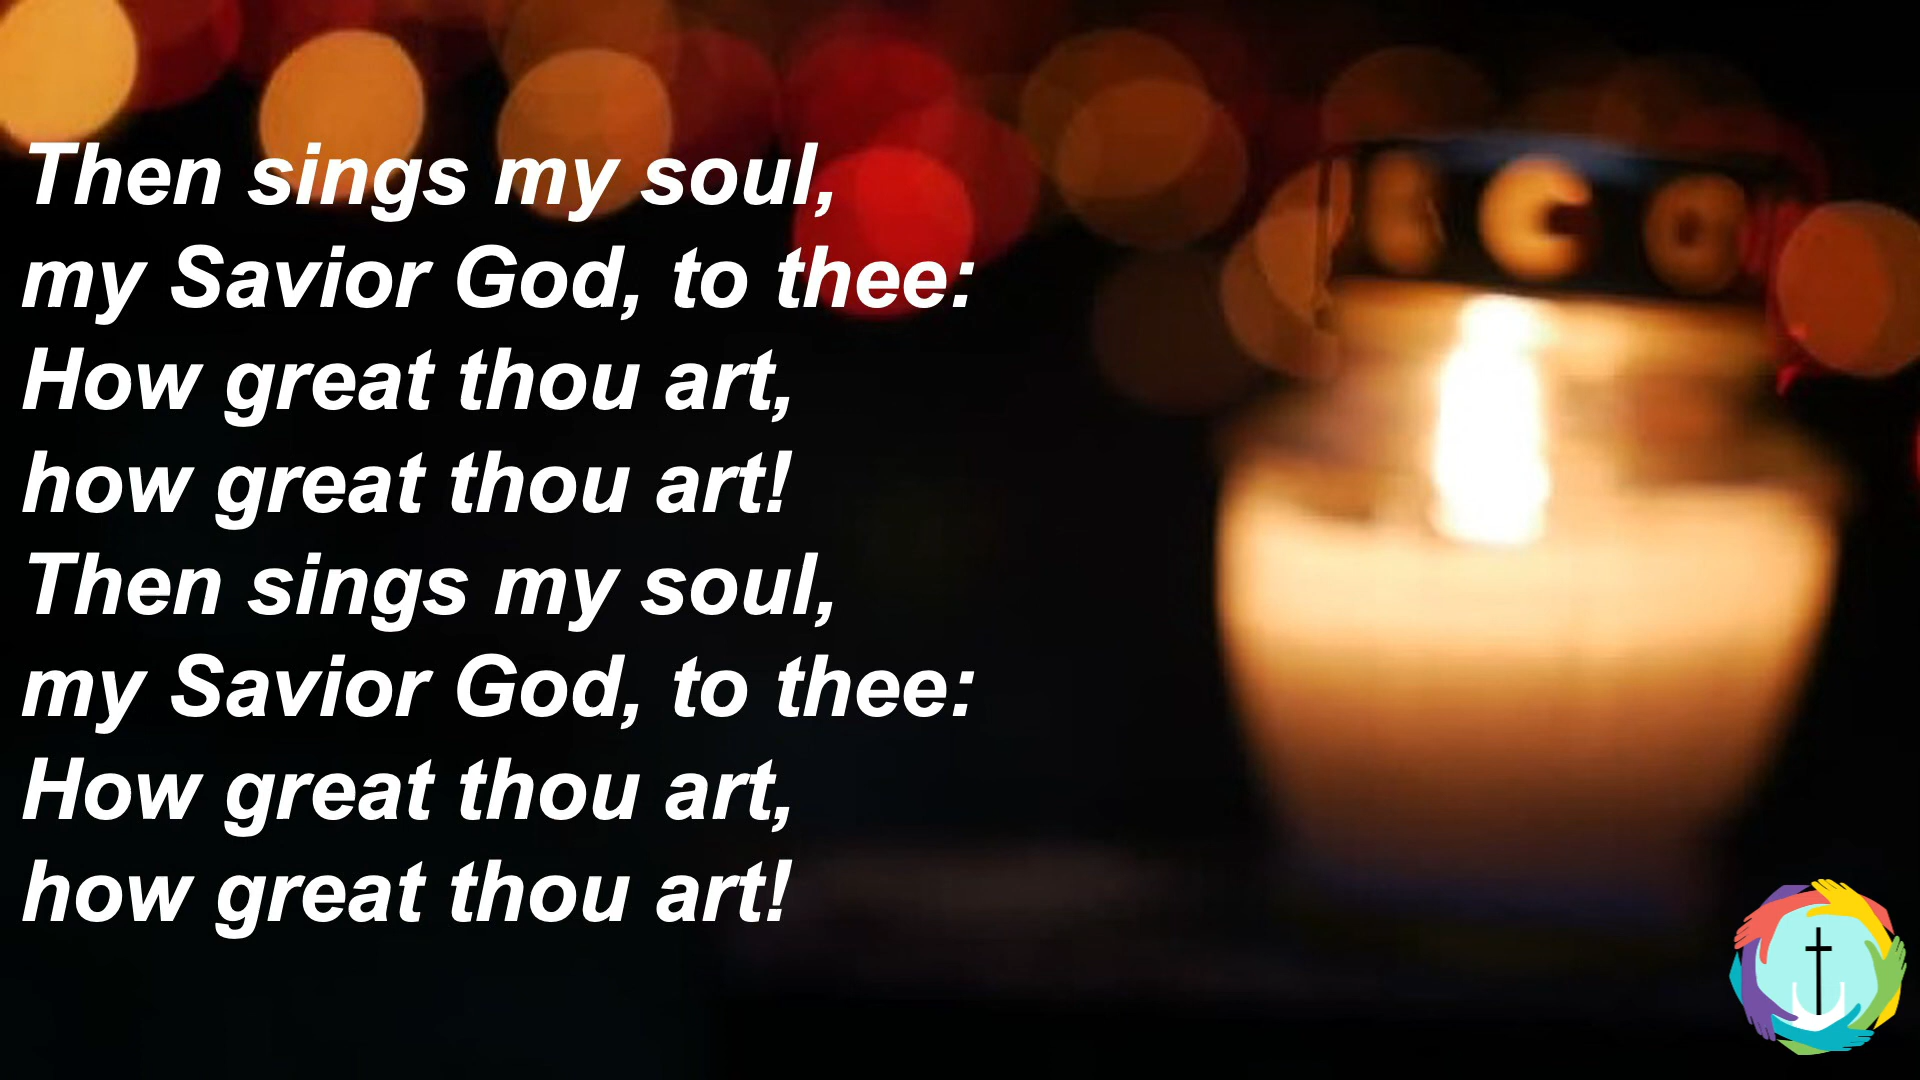 Then sings my soul,
my Savior God, to thee:
How great thou art,
how great thou art!
Then sings my soul,
my Savior God, to thee:
How great thou art,
how great thou art!